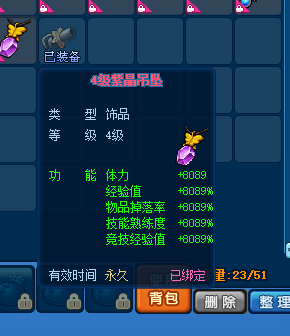 已装备
4级紫晶吊坠
类 型 饰品
等 级 4级
功 能 体力 +8089
经验值 +8089%
物品掉落率 +8089%
技能熟练度 +8089%
竞技经验值 +8089%
有效时间 永久 已绑定
重:23/51
背包 删除 整理